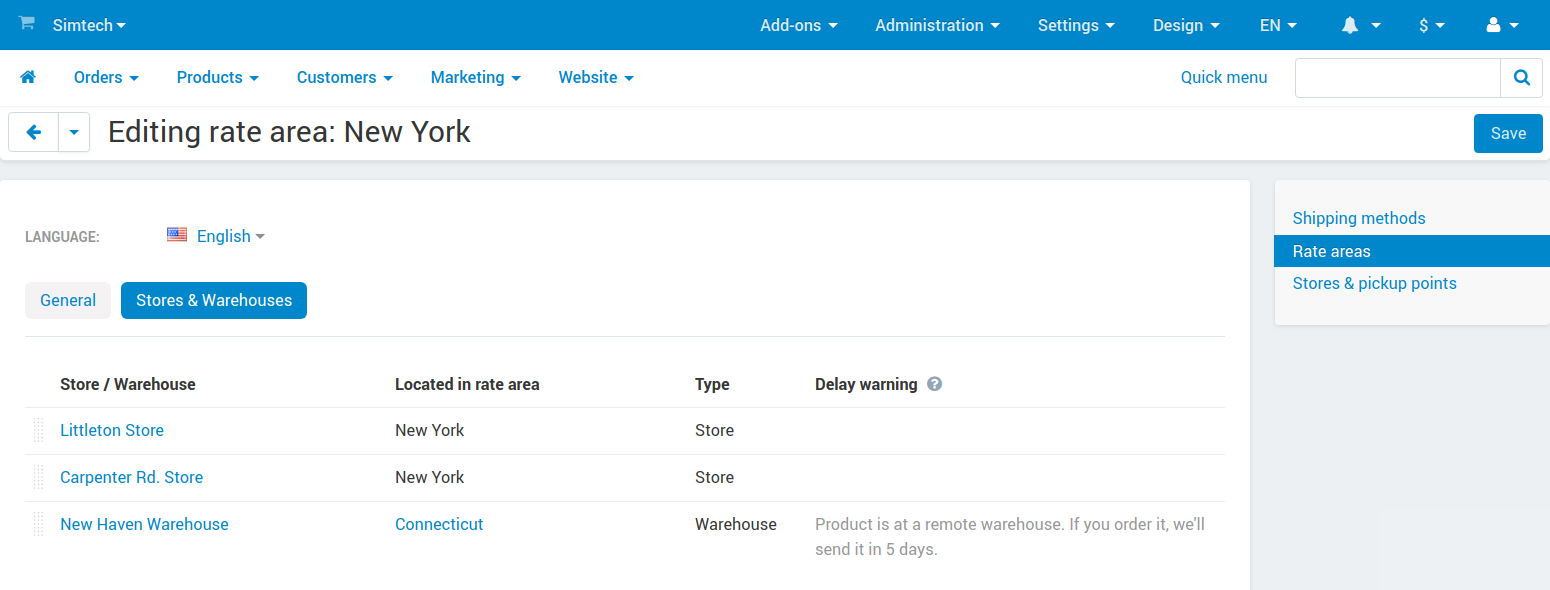 Simtech Add-ons Administration Settings Design EN $
Orders Products Customers Marketing Website Quick menu
Editing rate area: New York Save
LANGUAGE: English
Shipping methods
Rate areas
Stores & pickup points
General Stores & Warehouses
Store / Warehouse Located in rate area Type Delay warning ?
Littleton Store New York Store
Carpenter Rd. Store New York Store
New Haven Warehouse Connecticut Warehouse Product is at a remote warehouse. If you order it, we'll
send it in 5 days.